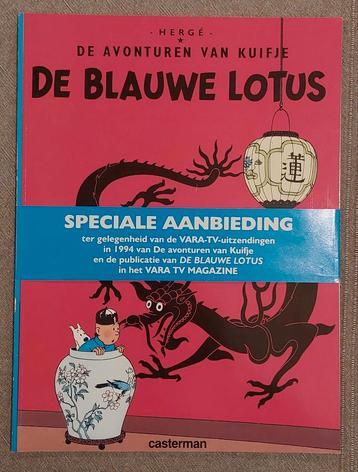 - HERGÉ -
DE AVONTUREN VAN KUIFJE
DE BLAUWE LOTUS
蓮
SPECIALE AANBIEDING
ter gelegenheid van de VARA-TV-uitzendingen
in 1994 van De avonturen van Kuifje
en de publicatie van DE BLAUWE LOTUS
in het VARA TV MAGAZINE
casterman